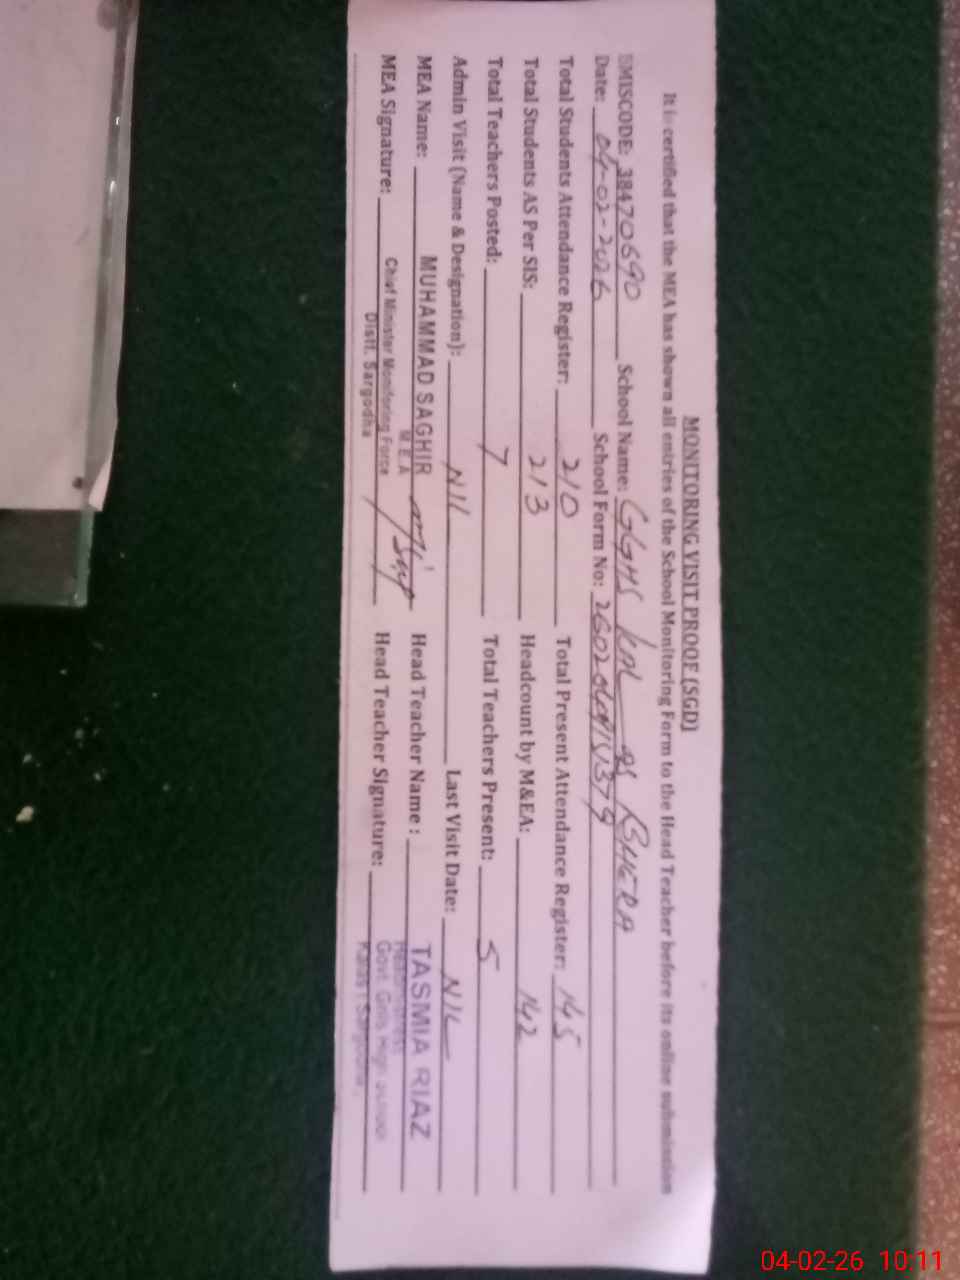 MONITORING VISIT PROOF (SGD)
It is certified that the MEA has shown all entries of the School Monitoring Form to the Head Teacher before its online submission
EMISCODE: 38470690 School Name: GGHS
Date: 04-02-2026 School Form No:
Total Students Attendance Register: 210 Total Present Attendance Register: 145
Total Students AS Per SIS: 213 Headcount by M&EA: 142
Total Teachers Posted: 7 Total Teachers Present: 5
Admin Visit (Name & Designation): NIL Last Visit Date: NIL
MEA Name: MUHAMMAD SAGHIR Head Teacher Name : TASMIA RIAZ
M.E.A Headmistress
MEA Signature: Chief Minister Monitoring Force Head Teacher Signature: Govt. Girls High School
Distt. Sargodha
04-02-26 10:11